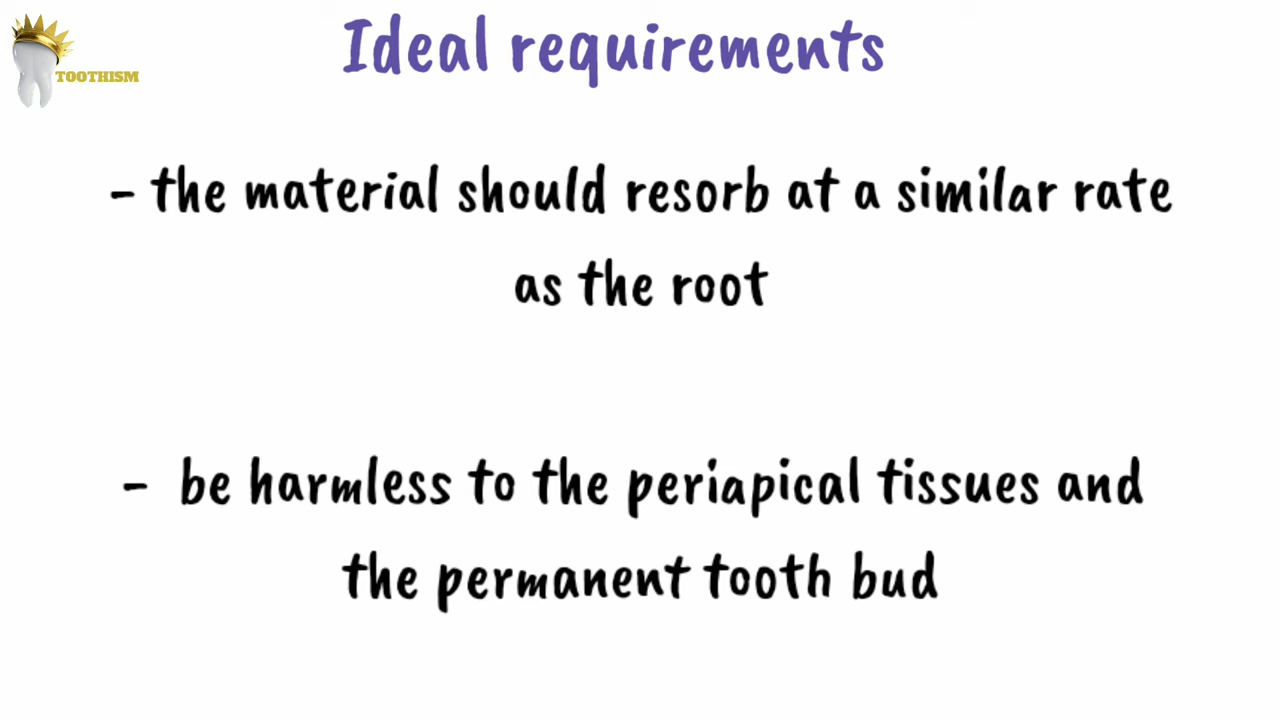 Ideal requirements
TOOTHISM
- the material should resorb at a similar rate
as the root
- be harmless to the periapical tissues and
the permanent tooth bud